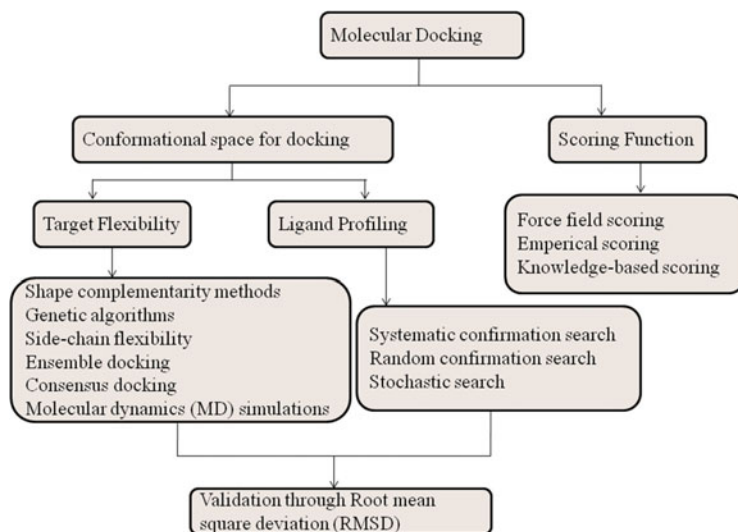 Molecular Docking
Conformational space for docking
Scoring Function
Target Flexibility
Ligand Profiling
Force field scoring
Emperical scoring
Knowledge-based scoring
Shape complementarity methods
Genetic algorithms
Side-chain flexibility
Ensemble docking
Consensus docking
Molecular dynamics (MD) simulations
Systematic confirmation search
Random confirmation search
Stochastic search
Validation through Root mean
square deviation (RMSD)